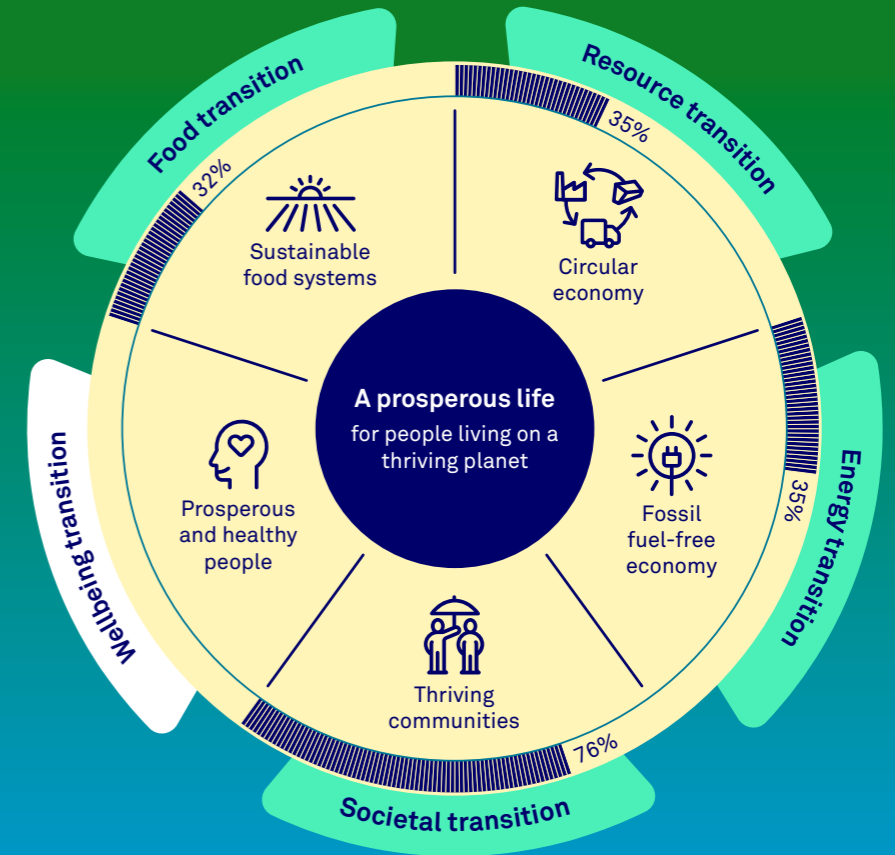 Food transition
32%
Sustainable
food systems
Resource transition
35%
Circular
economy
A prosperous life
for people living on a
thriving planet
Energy transition
35%
Fossil
fuel-free
economy
Wellbeing transition
Prosperous
and healthy
people
Thriving
communities
76%
Societal transition